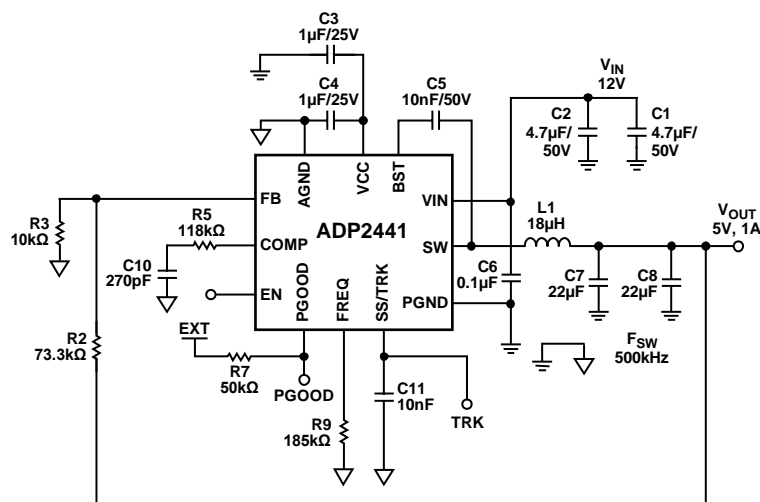 C3
1µF/25V
C4
1µF/25V
C5
10nF/50V
VIN
12V
C2
4.7µF/
50V
C1
4.7µF/
50V
AGND
VCC
BST
FB
VIN
R3
10kΩ
R5
118kΩ
COMP
ADP2441
SW
L1
18µH
VOUT
5V, 1A
C10
270pF
EN
PGOOD
FREQ
SS/TRK
PGND
C6
0.1µF
C7
22µF
C8
22µF
R2
73.3kΩ
EXT
R7
50kΩ
PGOOD
FSW
500kHz
R9
185kΩ
C11
10nF
TRK